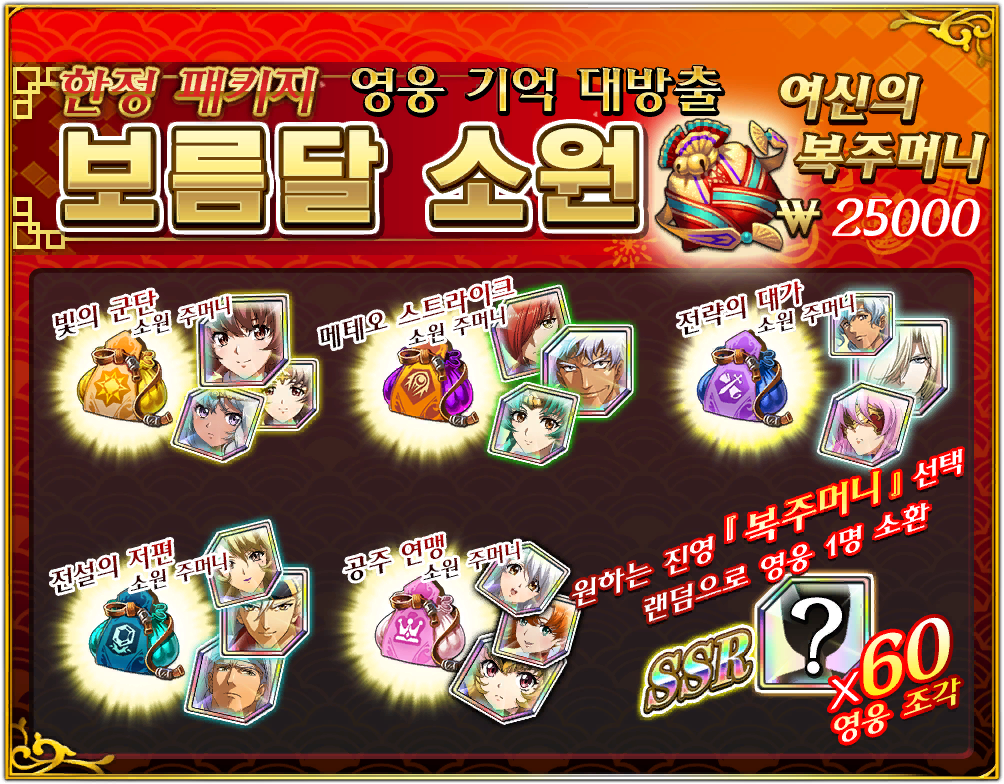 한정 패키지 영웅 기억 대방출
보름달 소원
여신의
복주머니
₩ 25000
빛의 군단
소원 주머니
메테오 스트라이크
소원 주머니
전략의 대가
소원 주머니
전설의 저편
소원 주머니
공주 연맹
소원 주머니
원하는 진영 『복주머니』 선택
랜덤으로 영웅 1명 소환
SSR
?
×60
영웅 조각